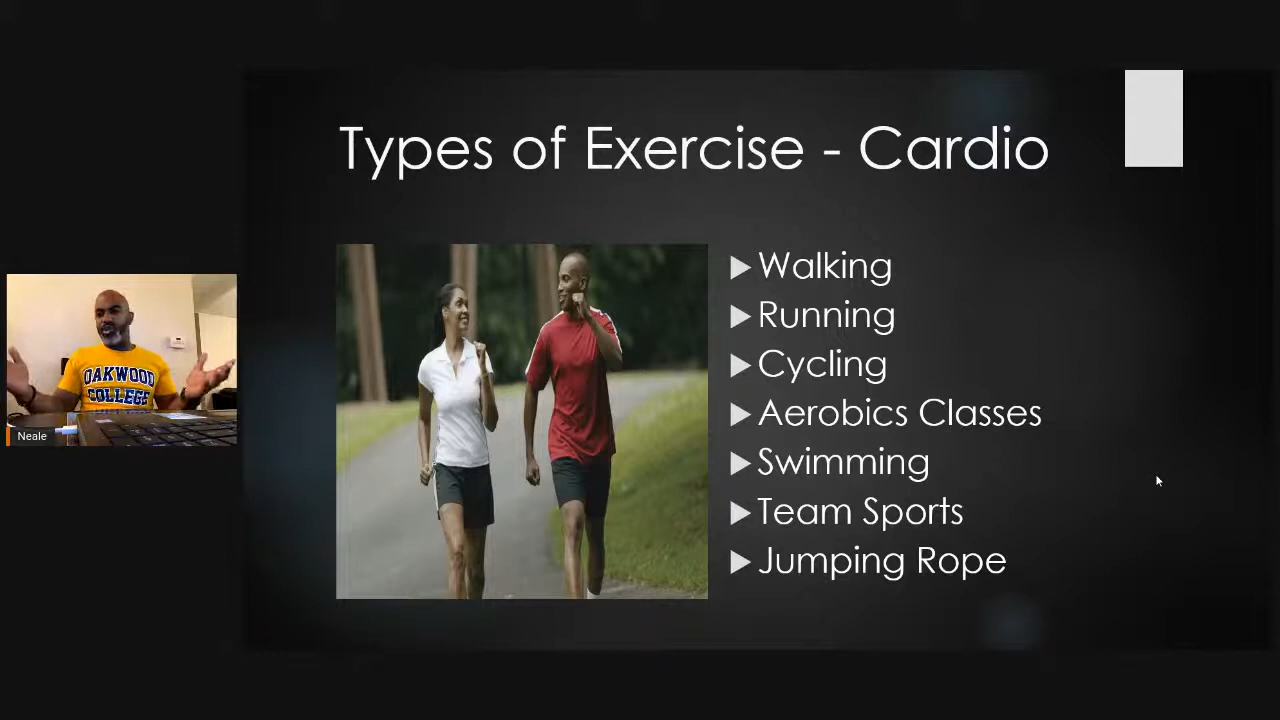 Types of Exercise - Cardio
Walking
Running
Cycling
Aerobics Classes
Swimming
Team Sports
Jumping Rope
OAKWOOD
COLLEGE
Neale